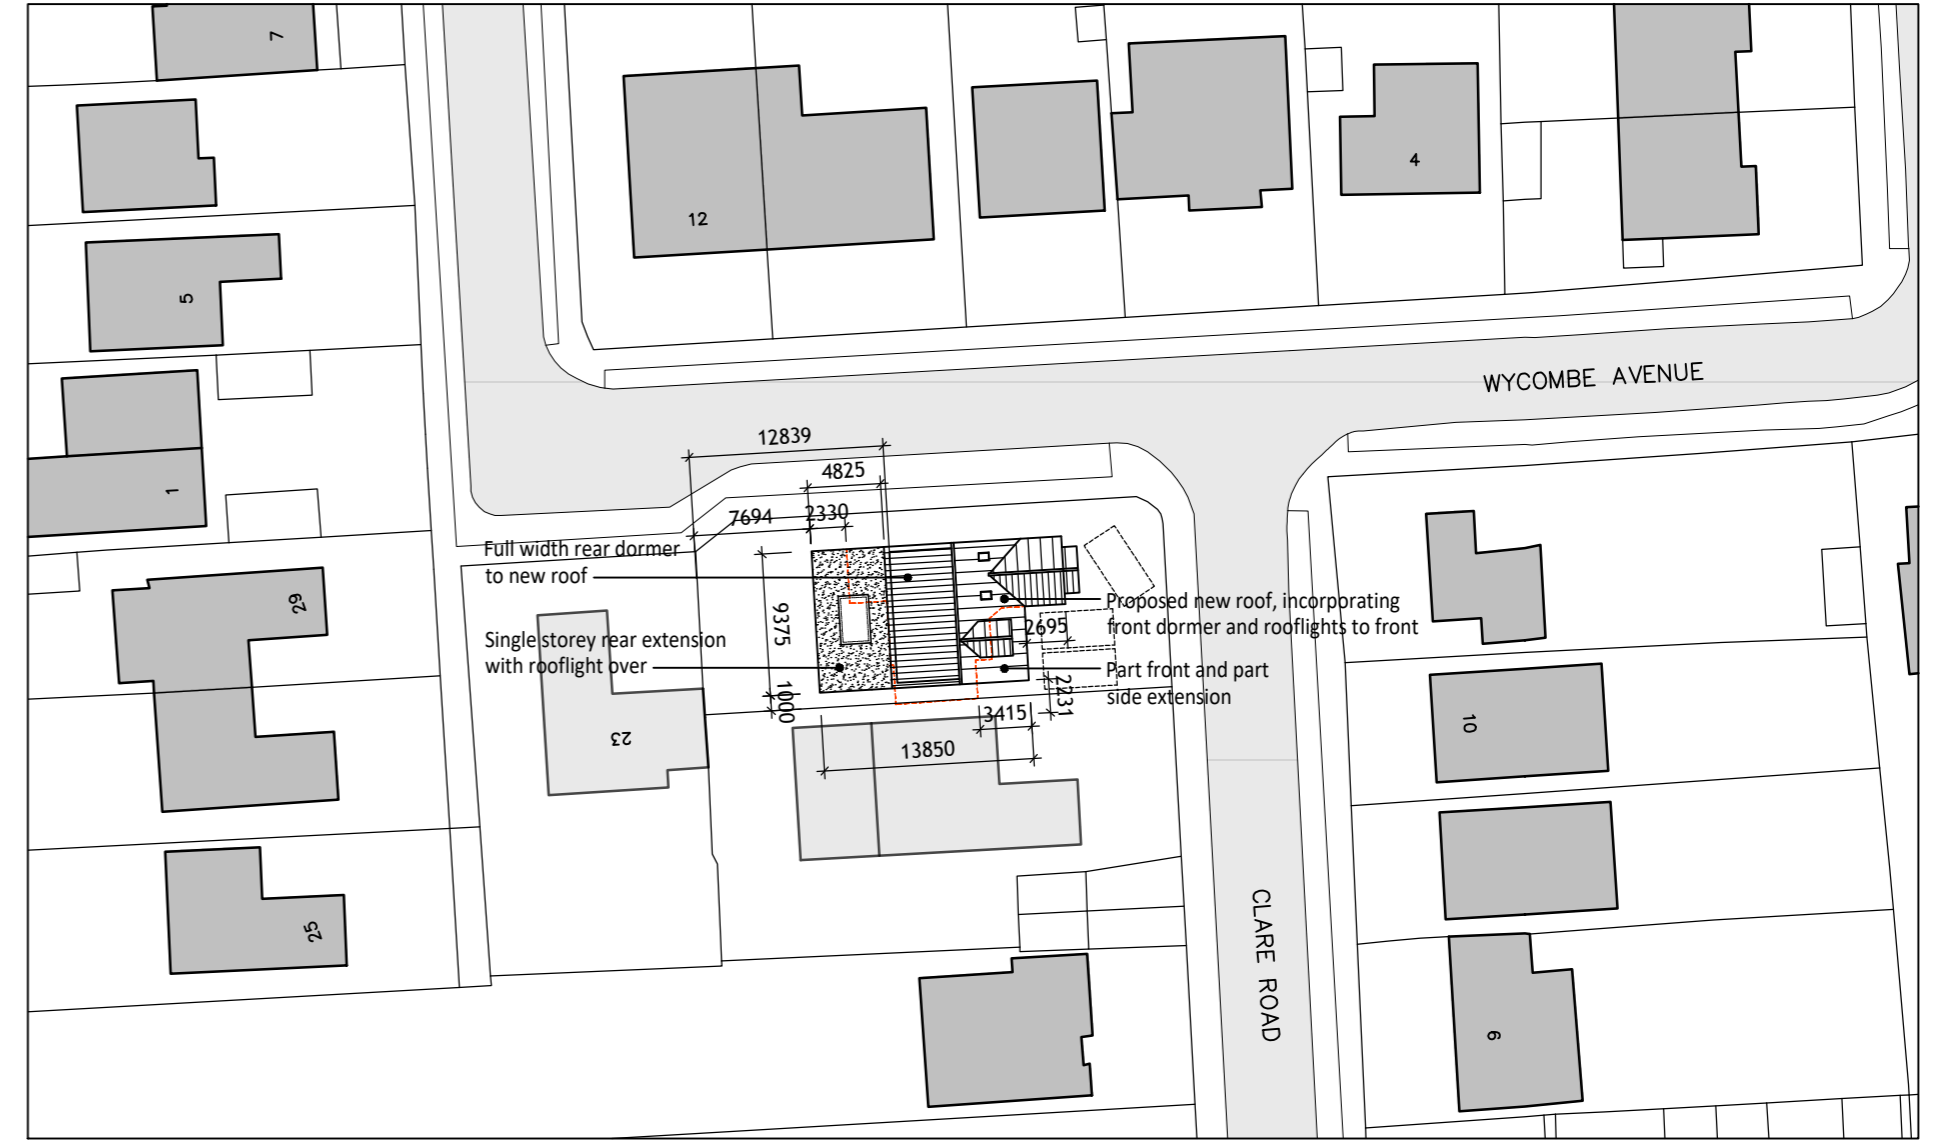 7
12
4
5
WYCOMBE AVENUE
12839
4825
1
7694
2330
Full width rear dormer
to new roof
Proposed new roof, incorporating
front dormer and rooflights to front
29
9375
2695
Single storey rear extension
with rooflight over
Part front and part
side extension
1000
2231
3415
23
10
13850
25
CLARE ROAD
6